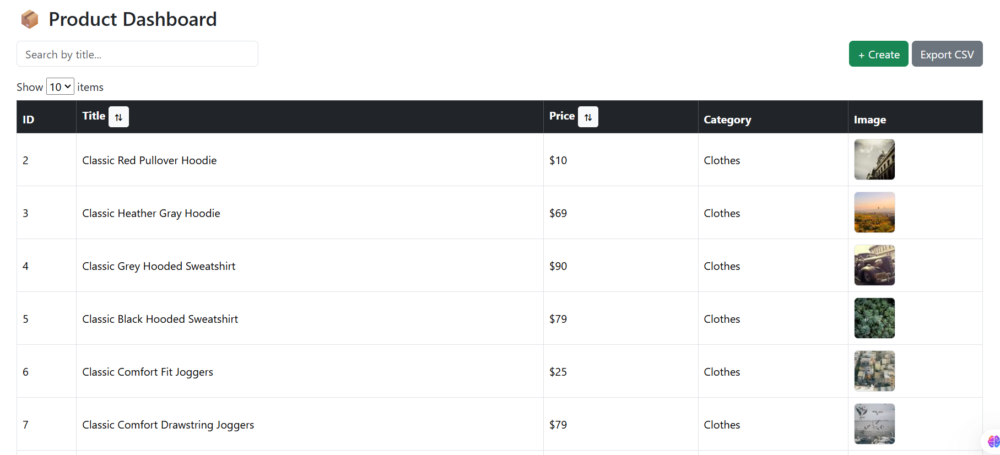 Product Dashboard
Search by title...
+ Create Export CSV
Show 10 items
ID Title Price Category Image
2 Classic Red Pullover Hoodie $10 Clothes
3 Classic Heather Gray Hoodie $69 Clothes
4 Classic Grey Hooded Sweatshirt $90 Clothes
5 Classic Black Hooded Sweatshirt $79 Clothes
6 Classic Comfort Fit Joggers $25 Clothes
7 Classic Comfort Drawstring Joggers $79 Clothes